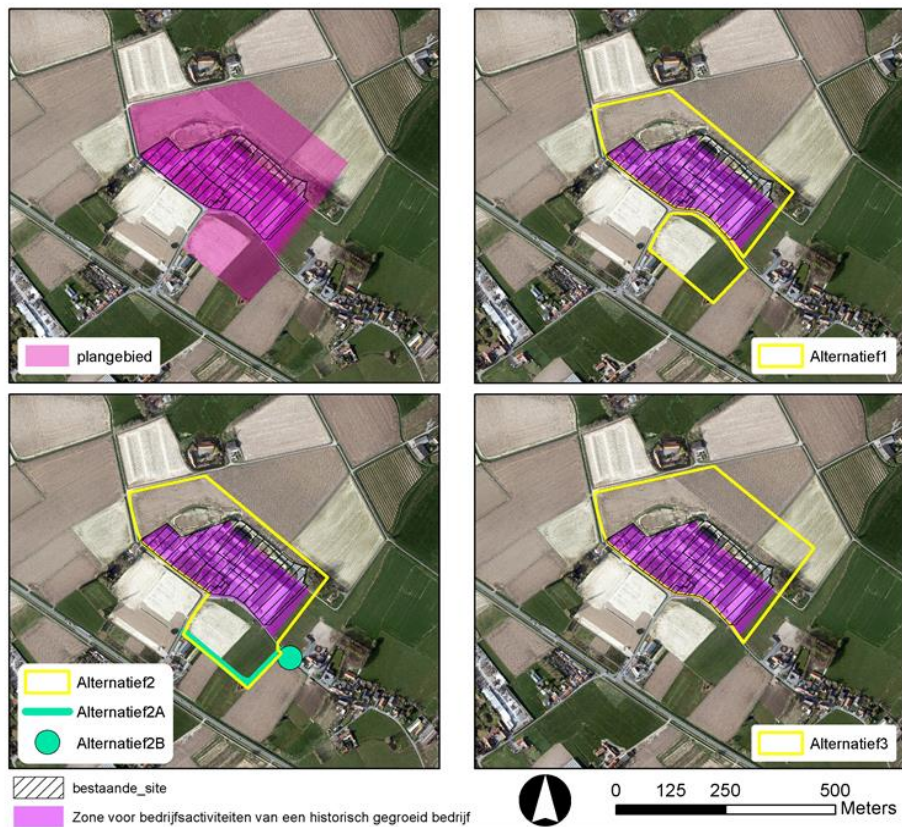 plangebied
Alternatief1
Alternatief2
Alternatief2A
Alternatief2B
Alternatief3
bestaande_site
Zone voor bedrijfsactiviteiten van een historisch gegroeid bedrijf
0 125 250 500
Meters